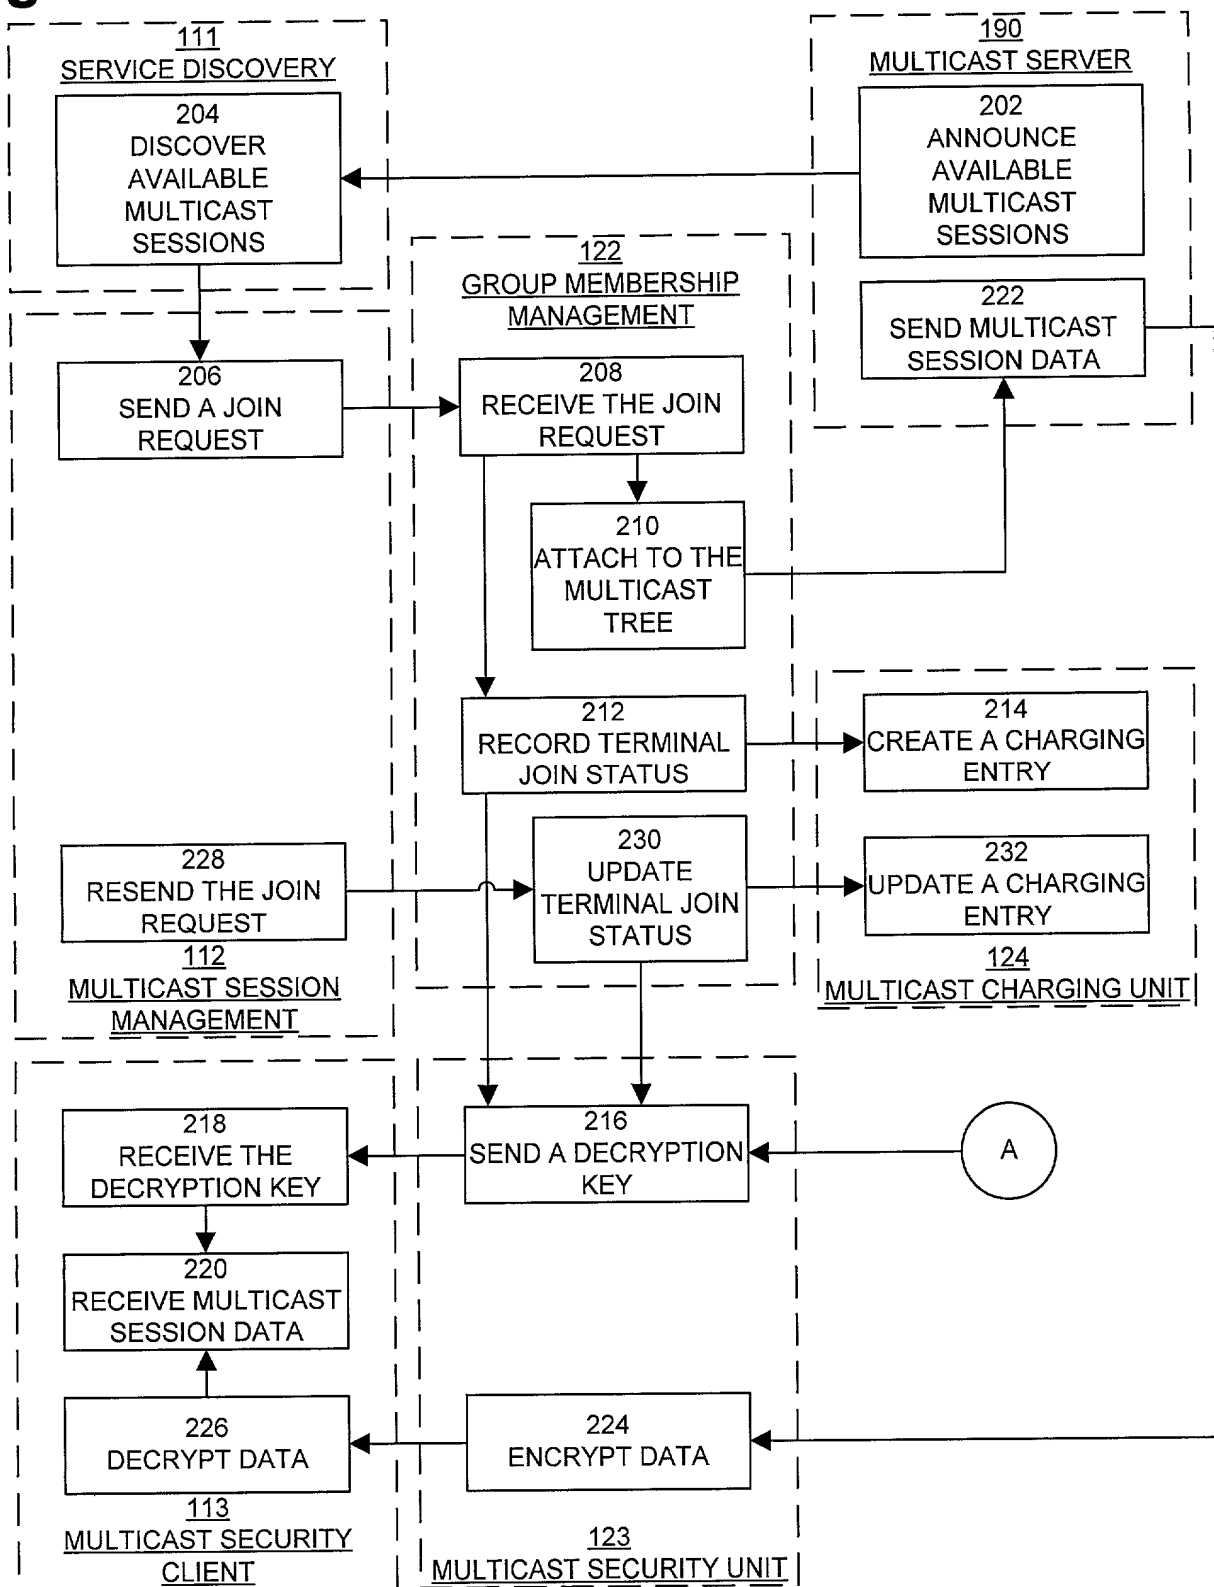 111
SERVICE DISCOVERY
204
DISCOVER
AVAILABLE
MULTICAST
SESSIONS
190
MULTICAST SERVER
202
ANNOUNCE
AVAILABLE
MULTICAST
SESSIONS
222
SEND MULTICAST
SESSION DATA
122
GROUP MEMBERSHIP
MANAGEMENT
206
SEND A JOIN
REQUEST
208
RECEIVE THE JOIN
REQUEST
210
ATTACH TO THE
MULTICAST
TREE
212
RECORD TERMINAL
JOIN STATUS
214
CREATE A CHARGING
ENTRY
228
RESEND THE JOIN
REQUEST
112
MULTICAST SESSION
MANAGEMENT
230
UPDATE
TERMINAL JOIN
STATUS
232
UPDATE A CHARGING
ENTRY
124
MULTICAST CHARGING UNIT
218
RECEIVE THE
DECRYPTION KEY
216
SEND A DECRYPTION
KEY
A
220
RECEIVE MULTICAST
SESSION DATA
226
DECRYPT DATA
224
ENCRYPT DATA
113
MULTICAST SECURITY
CLIENT
123
MULTICAST SECURITY UNIT